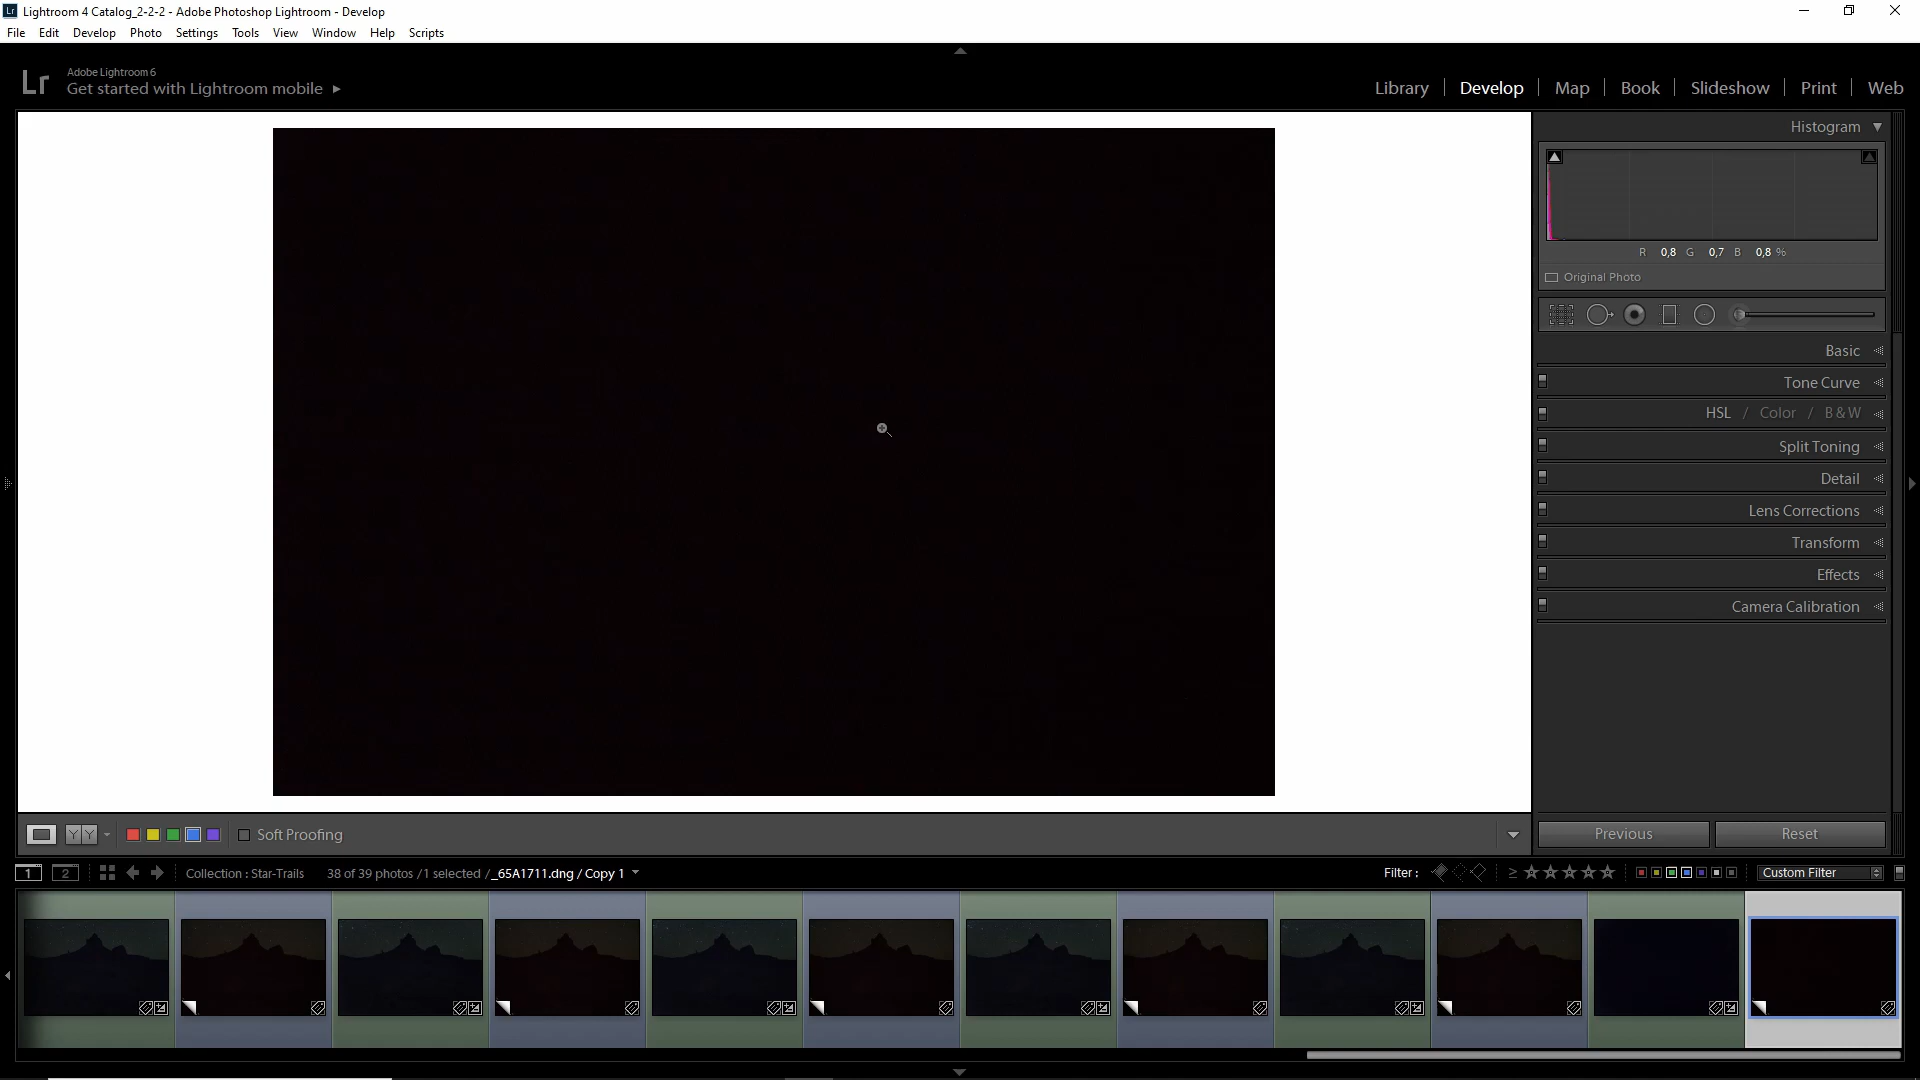 Lr Lightroom 4 Catalog_2-2-2 - Adobe Photoshop Lightroom - Develop
File Edit Develop Photo Settings Tools View Window Help Scripts
Lr Adobe Lightroom 6
Get started with Lightroom mobile
Library | Develop | Map | Book | Slideshow | Print | Web
Histogram
R 0,8 G 0,7 B 0,8 %
Original Photo
Basic
Tone Curve
HSL / Color / B & W
Split Toning
Detail
Lens Corrections
Transform
Effects
Camera Calibration
Y Y Soft Proofing
Previous Reset
1 2 Collection : Star-Trails 38 of 39 photos / 1 selected / _65A1711.dng / Copy 1 Filter : ≥ Custom Filter